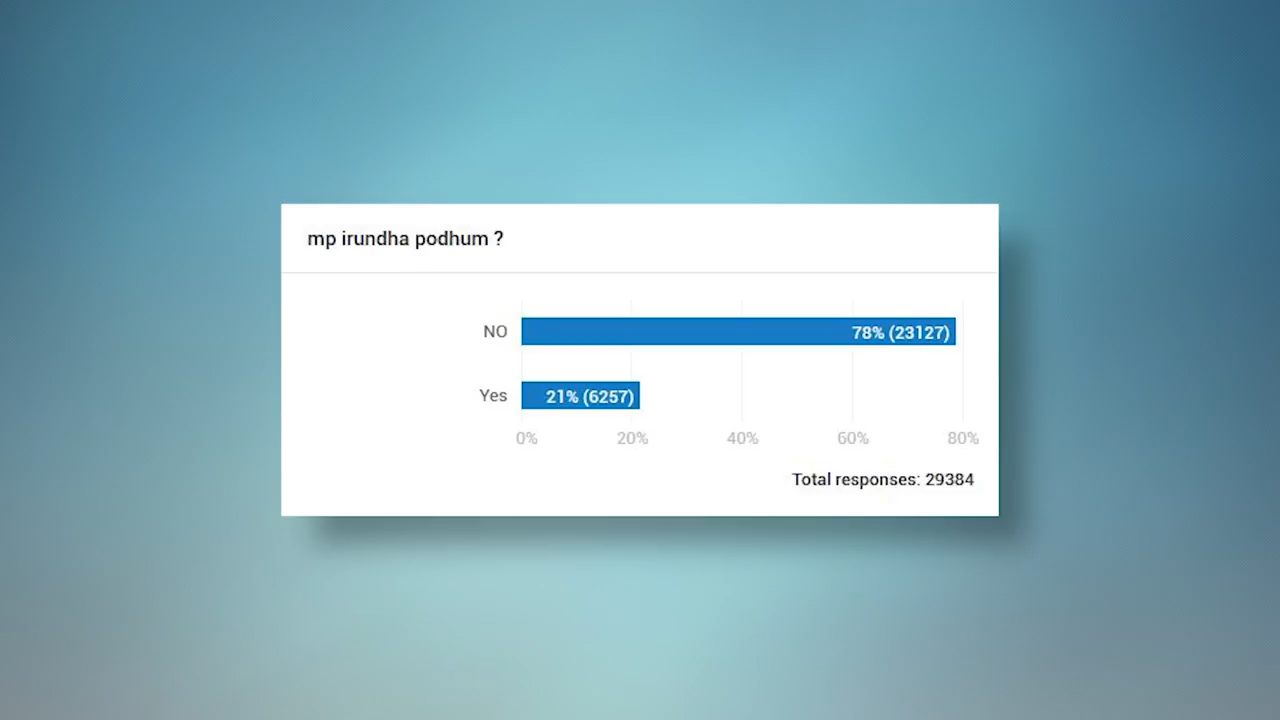 mp irundha podhum ?
NO 78% (23127)
Yes 21% (6257)
0% 20% 40% 60% 80%
Total responses: 29384